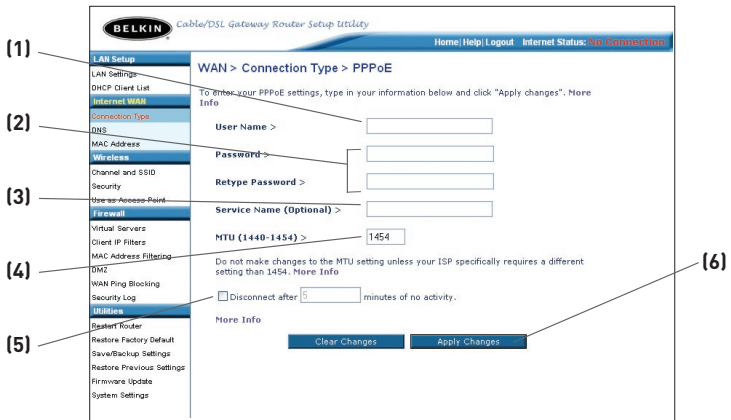 BELKIN
Cable/DSL Gateway Router Setup Utility
Home|Help|Logout Internet Status: No Connection
(1)
(2)
(3)
(4)
(5)
(6)
LAN Setup
LAN Settings
DHCP Client List
Internet WAN
Connection Type
DNS
MAC Address
Wireless
Channel and SSID
Security
Use as Access Point
Firewall
Virtual Servers
Client IP Filters
MAC Address Filtering
DMZ
WAN Ping Blocking
Security Log
Utilities
Restart Router
Restore Factory Default
Save/Backup Settings
Restore Previous Settings
Firmware Update
System Settings
WAN > Connection Type > PPPoE
To enter your PPPoE settings, type in your information below and click "Apply changes". More
Info
User Name >
Password >
Retype Password >
Service Name (Optional) >
MTU (1440-1454) > 1454
Do not make changes to the MTU setting unless your ISP specifically requires a different
setting than 1454. More Info
Disconnect after 5 minutes of no activity.
More Info
Clear Changes Apply Changes